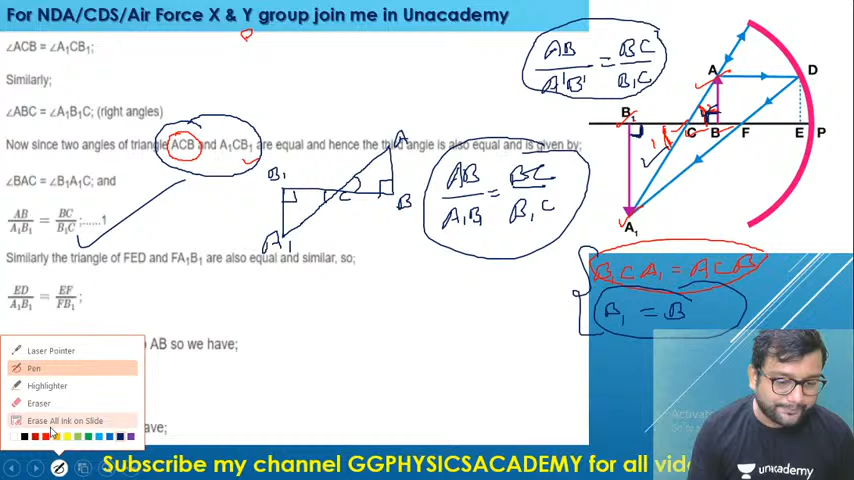 For NDA/CDS/Air Force X & Y group join me in Unacademy
∠ACB = ∠A₁CB₁;
Similarly;
∠ABC = ∠A₁B₁C; (right angles)
Now since two angles of triangle ACB and A₁CB₁ are equal and hence the third angle is also equal and is given by;
∠BAC = ∠B₁A₁C; and
AB/A₁B₁ = BC/B₁C ;.....1
Similarly the triangle of FED and FA₁B₁ are also equal and similar, so;
ED/A₁B₁ = EF/FB₁ ;
AB so we have;
ave;
AB/A'B' = BC/B₁C
A
B₁
C
B
A₁
AB/A₁B₁ = BC/B₁C
A
D
B₁
C
B
F
E
P
A₁
B₁CA₁ = ACB
B₁ = B
Laser Pointer
Pen
Highlighter
Eraser
Erase All Ink on Slide
Activate
unacademy
Subscribe my channel GGPHYSICSACADEMY for all